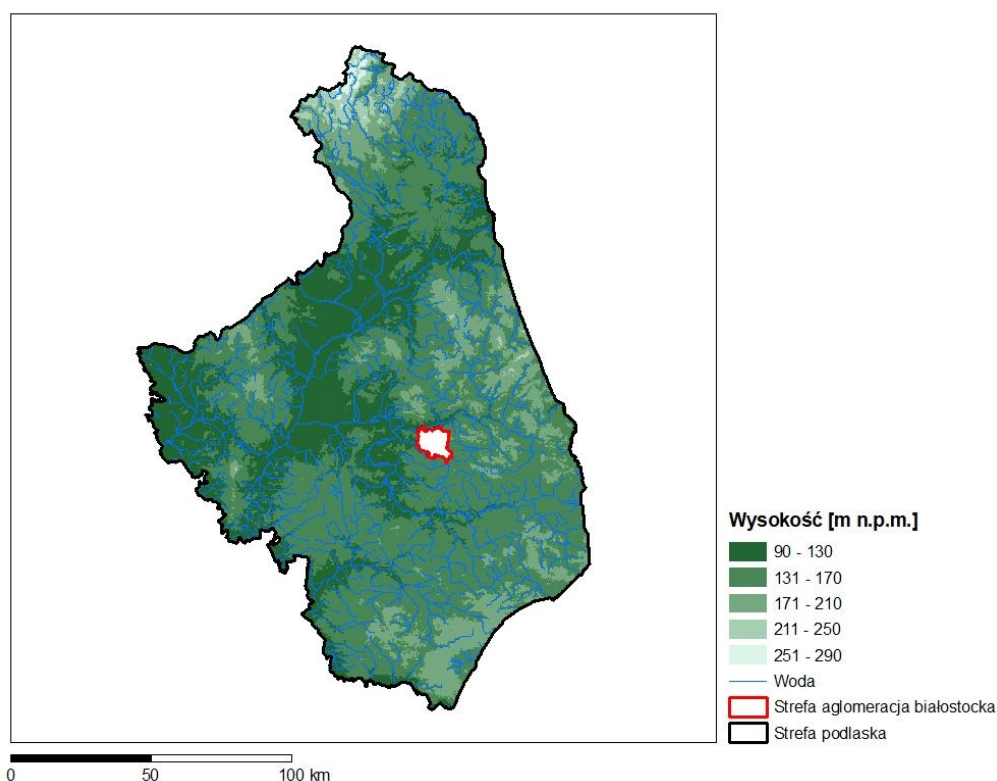 Wysokość [m n.p.m.]
90 - 130
131 - 170
171 - 210
211 - 250
251 - 290
Woda
Strefa aglomeracja białostocka
Strefa podlaska
0 50 100 km